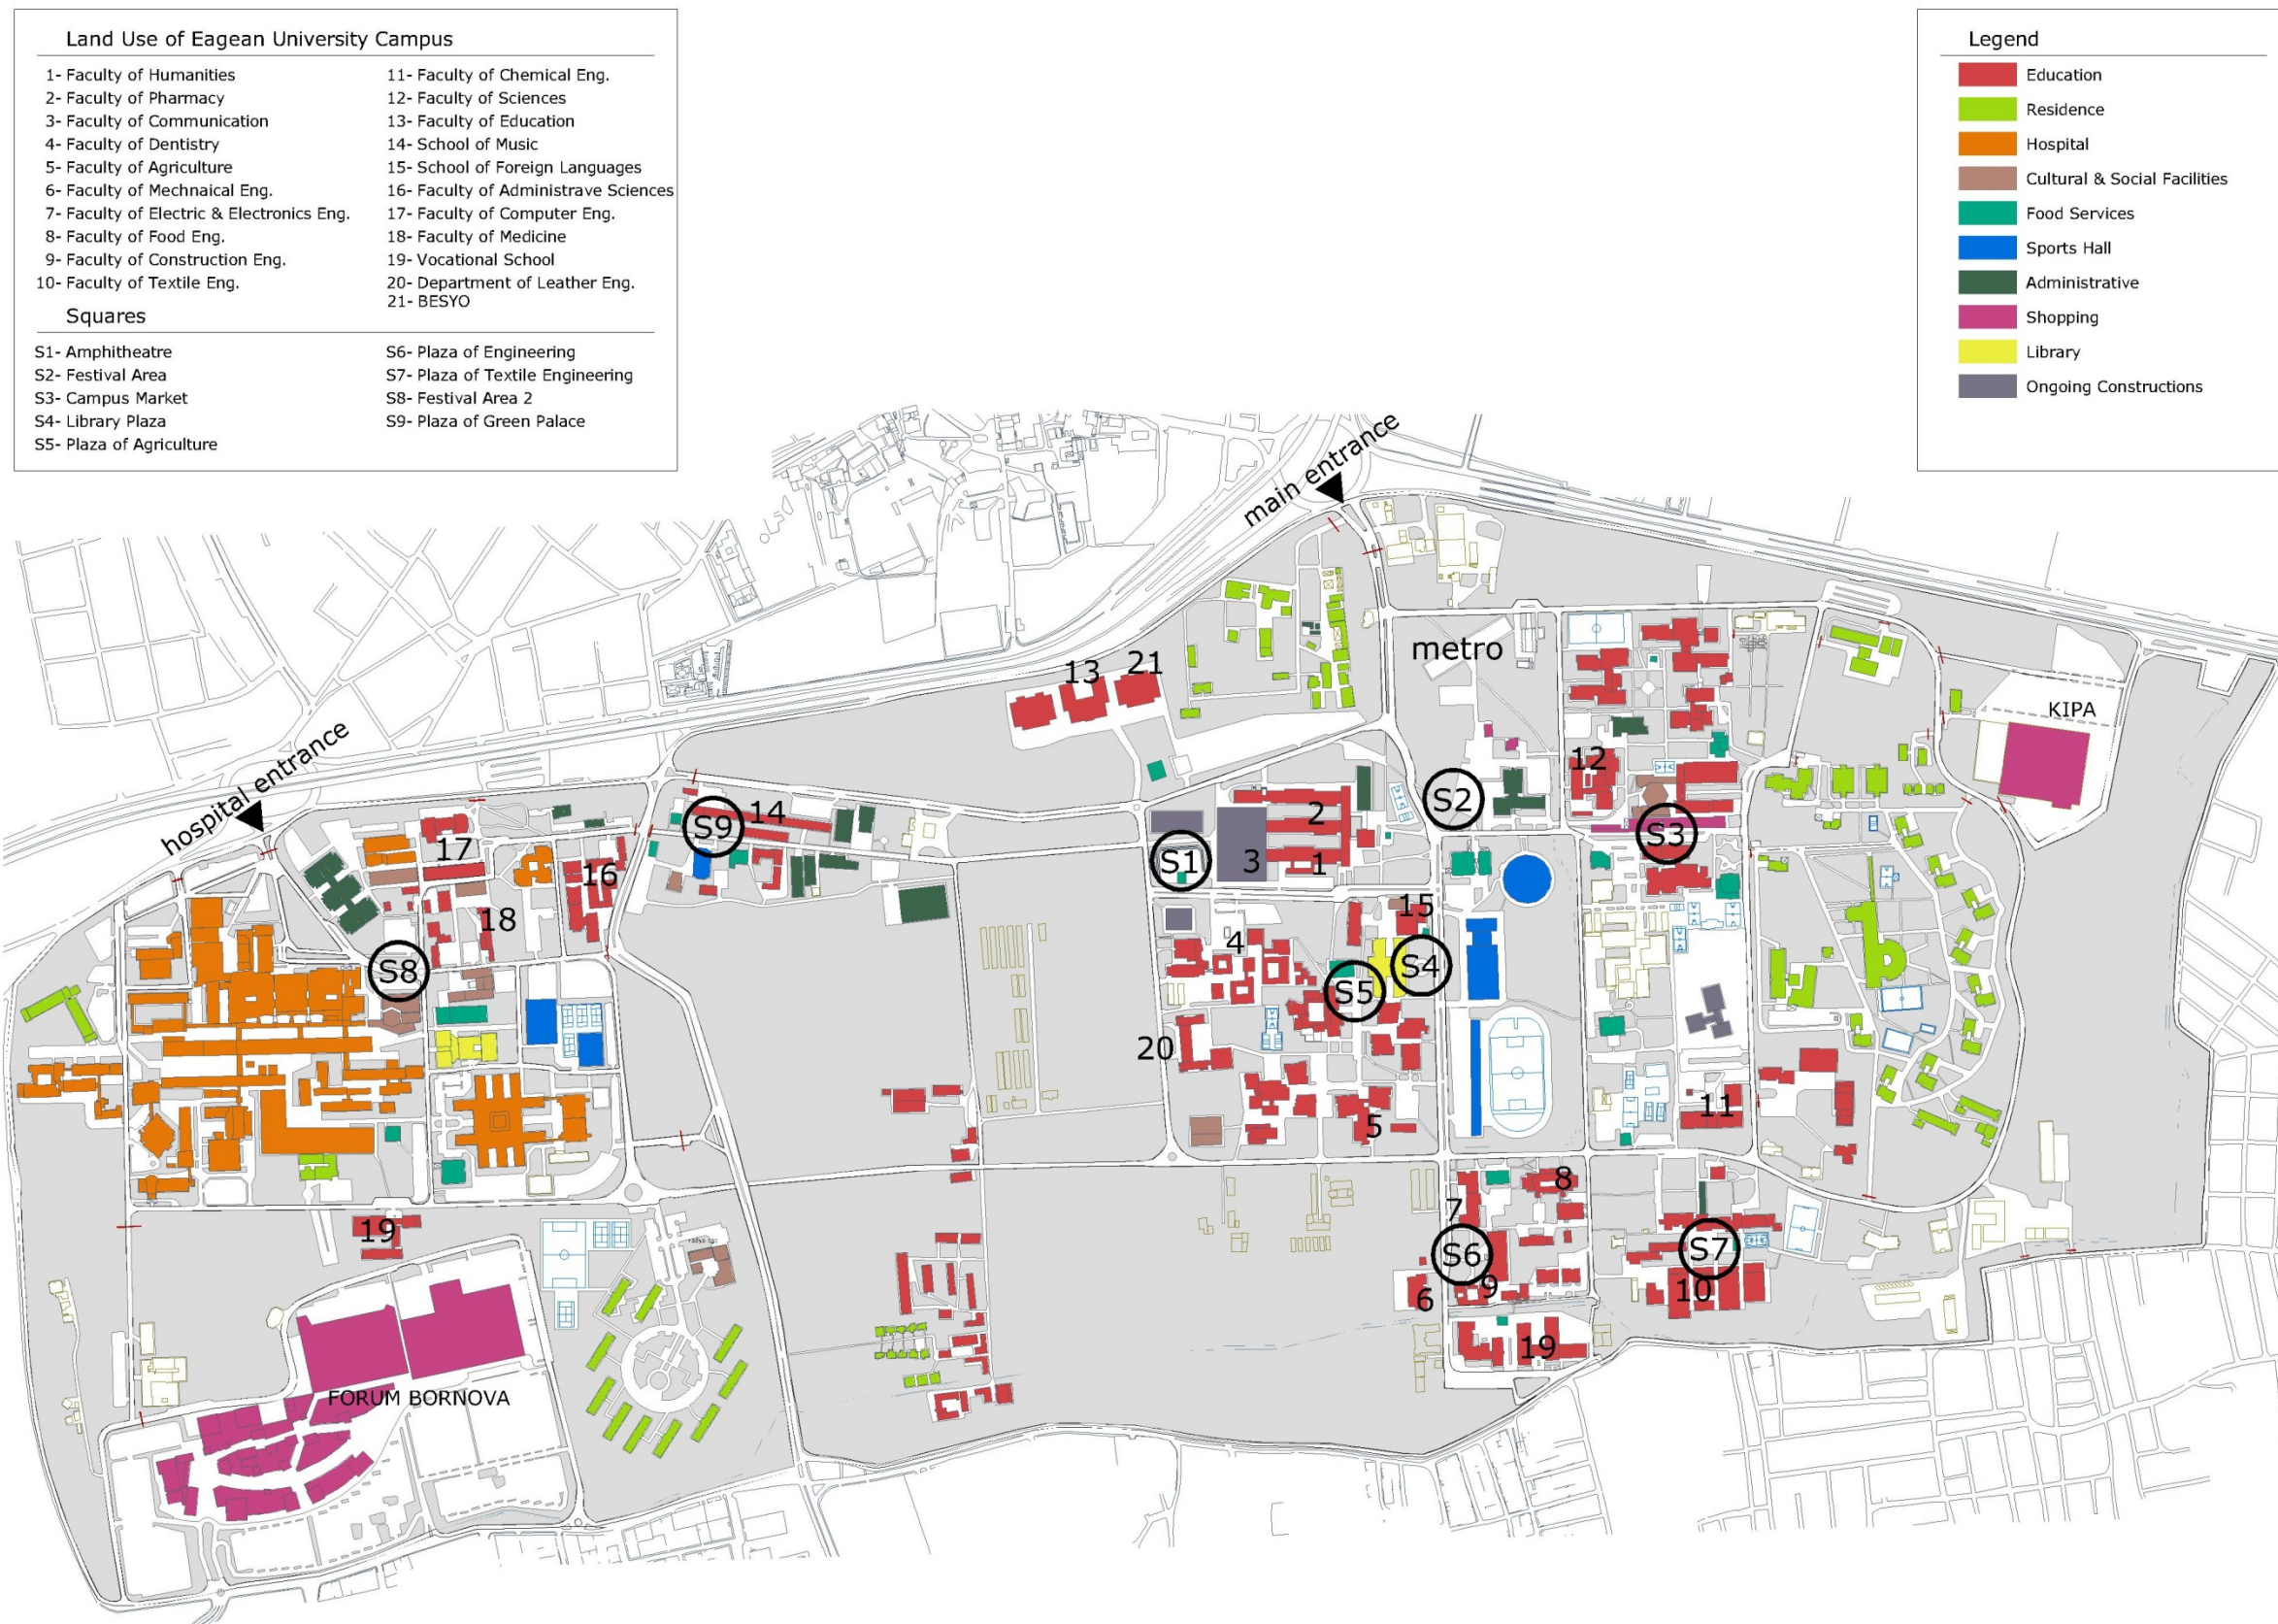 Land Use of Eagean University Campus
1- Faculty of Humanities
2- Faculty of Pharmacy
3- Faculty of Communication
4- Faculty of Dentistry
5- Faculty of Agriculture
6- Faculty of Mechnaical Eng.
7- Faculty of Electric & Electronics Eng.
8- Faculty of Food Eng.
9- Faculty of Construction Eng.
10- Faculty of Textile Eng.
11- Faculty of Chemical Eng.
12- Faculty of Sciences
13- Faculty of Education
14- School of Music
15- School of Foreign Languages
16- Faculty of Administrave Sciences
17- Faculty of Computer Eng.
18- Faculty of Medicine
19- Vocational School
20- Department of Leather Eng.
21- BESYO
Squares
S1- Amphitheatre
S2- Festival Area
S3- Campus Market
S4- Library Plaza
S5- Plaza of Agriculture
S6- Plaza of Engineering
S7- Plaza of Textile Engineering
S8- Festival Area 2
S9- Plaza of Green Palace
Legend
Education
Residence
Hospital
Cultural & Social Facilities
Food Services
Sports Hall
Administrative
Shopping
Library
Ongoing Constructions
main entrance
metro
13
21
KIPA
hospital entrance
12
S2
14
S9
2
S3
17
S1
3
1
16
15
18
4
S4
S8
S5
20
11
5
8
7
19
S7
S6
10
9
6
19
FORUM BORNOVA